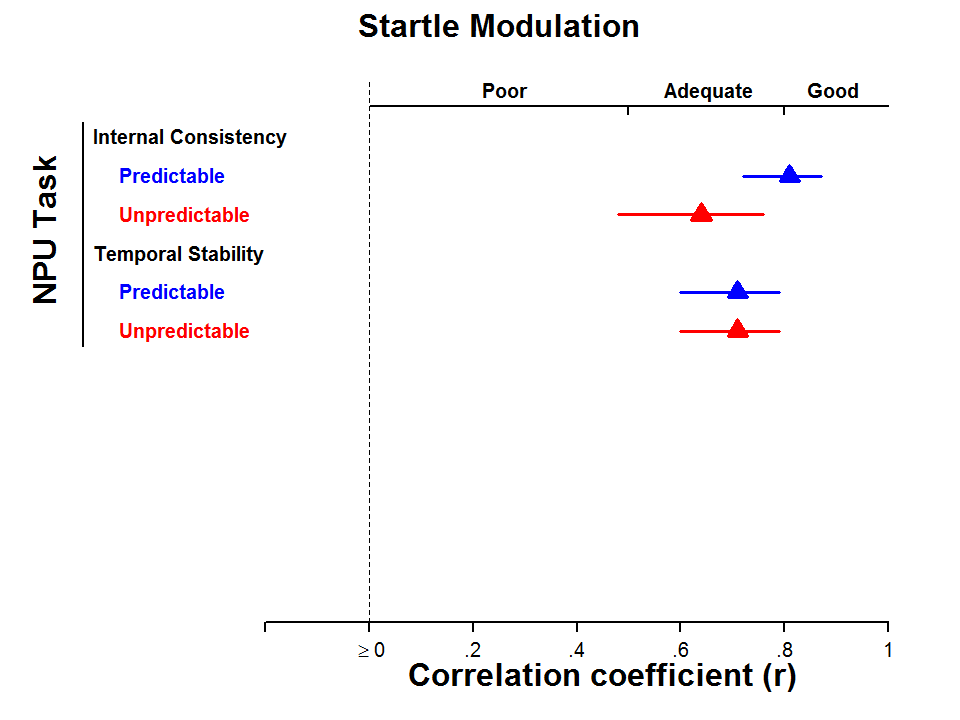 Startle Modulation
Poor Adequate Good
NPU Task
Internal Consistency
Predictable
Unpredictable
Temporal Stability
Predictable
Unpredictable
≥ 0 .2 .4 .6 .8 1
Correlation coefficient (r)